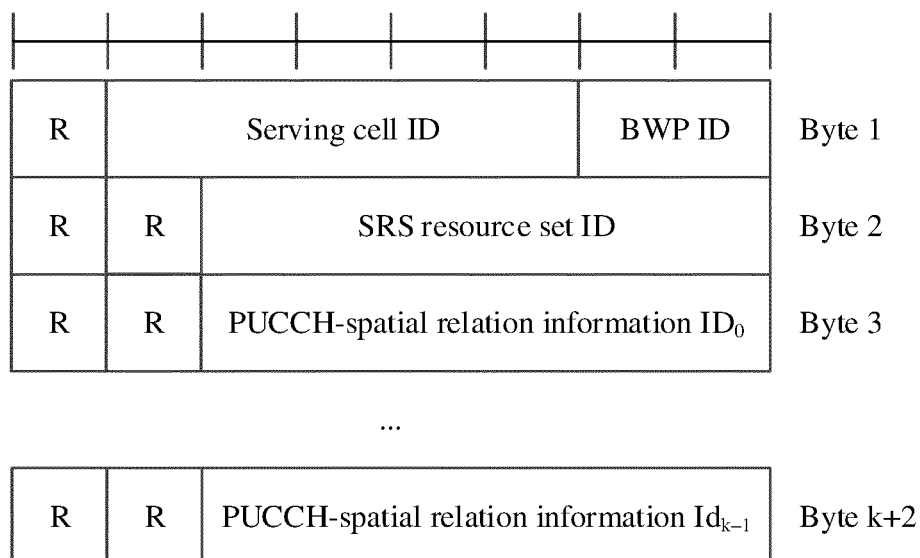 R Serving cell ID BWP ID Byte 1
R R SRS resource set ID Byte 2
R R PUCCH-spatial relation information ID₀ Byte 3
...
R R PUCCH-spatial relation information Idₖ₋₁ Byte k+2